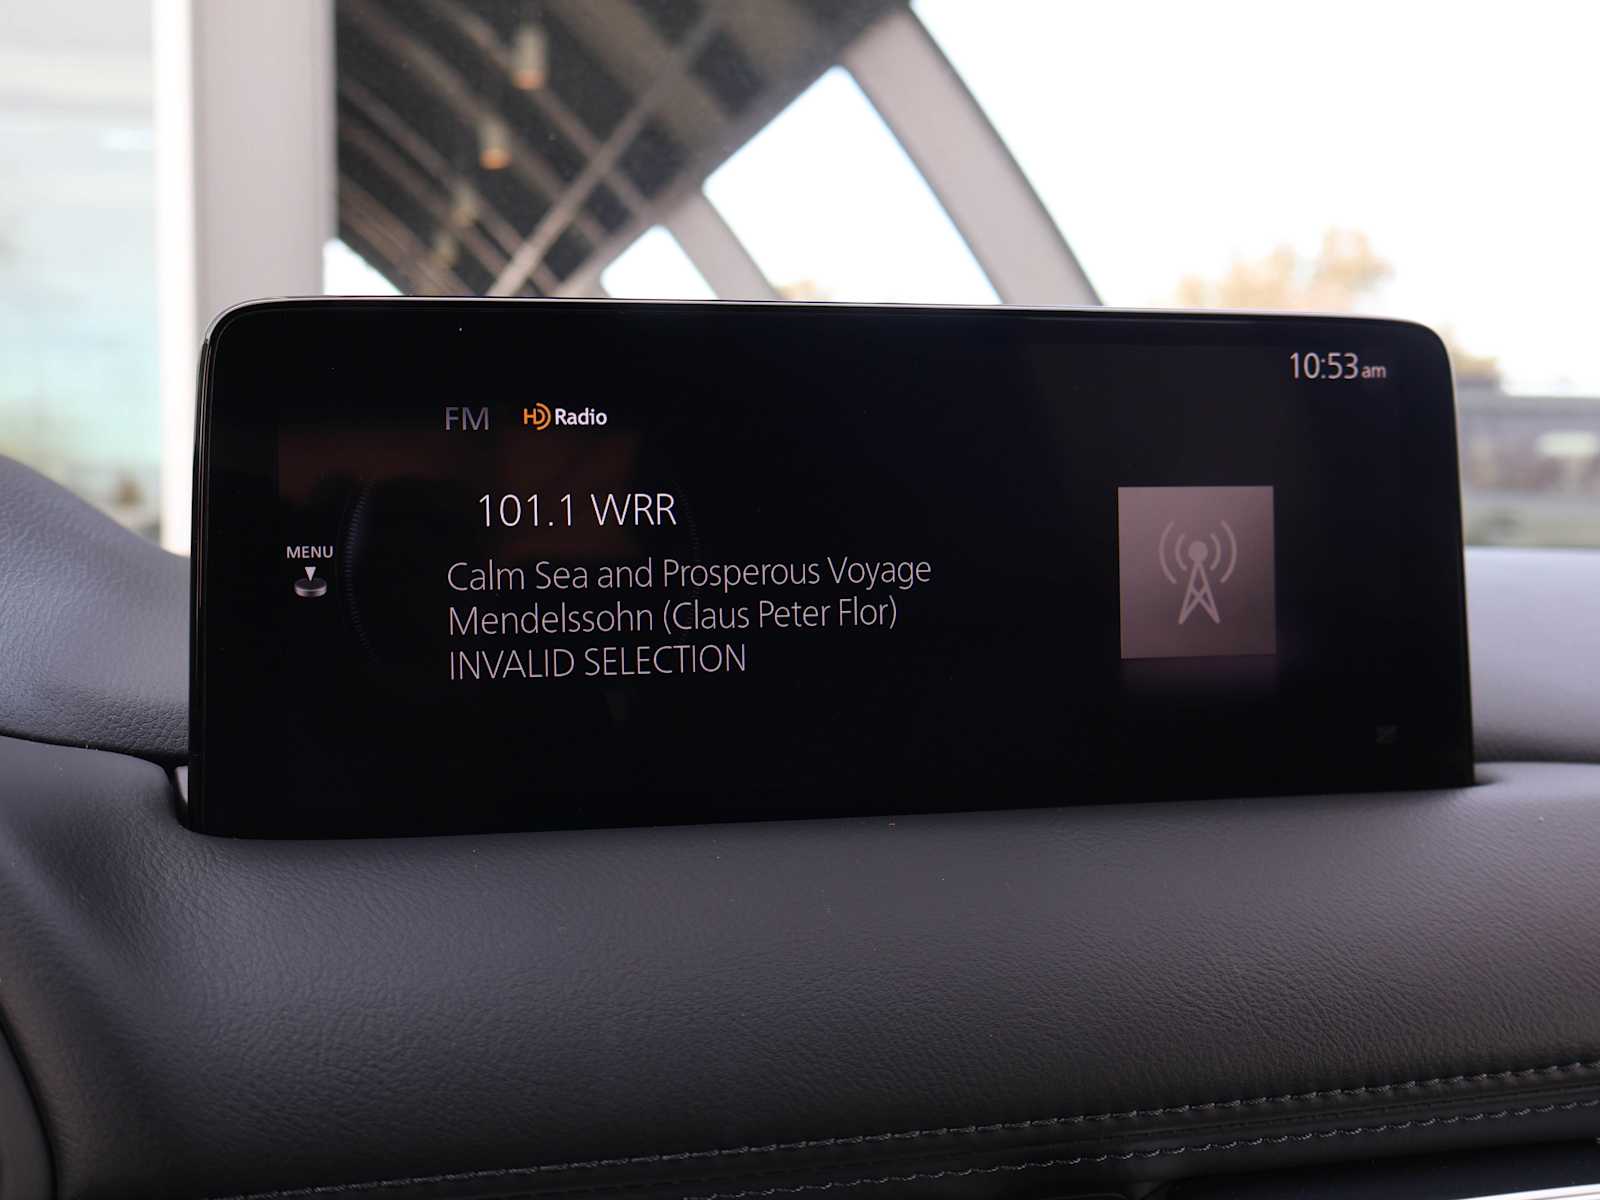 10:53am
FM HD Radio
101.1 WRR
MENU
Calm Sea and Prosperous Voyage
Mendelssohn (Claus Peter Flor)
INVALID SELECTION